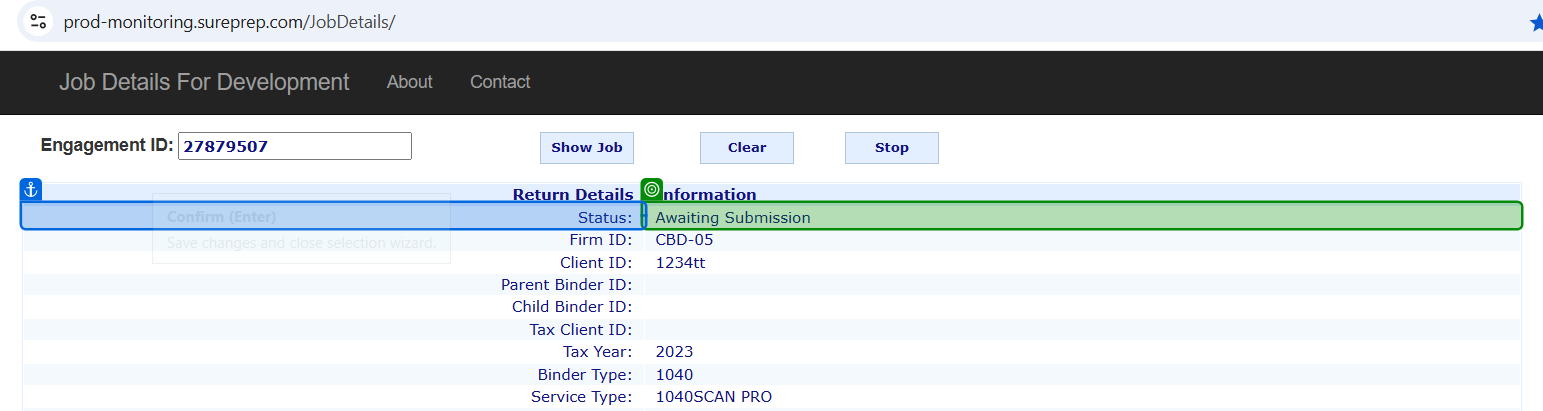 prod-monitoring.sureprep.com/JobDetails/
Job Details For Development About Contact
Engagement ID: 27879507 Show Job Clear Stop
Return Details Information
Status: Awaiting Submission
Confirm (Enter)
Save changes and close selection wizard.
Firm ID: CBD-05
Client ID: 1234tt
Parent Binder ID:
Child Binder ID:
Tax Client ID:
Tax Year: 2023
Binder Type: 1040
Service Type: 1040SCAN PRO